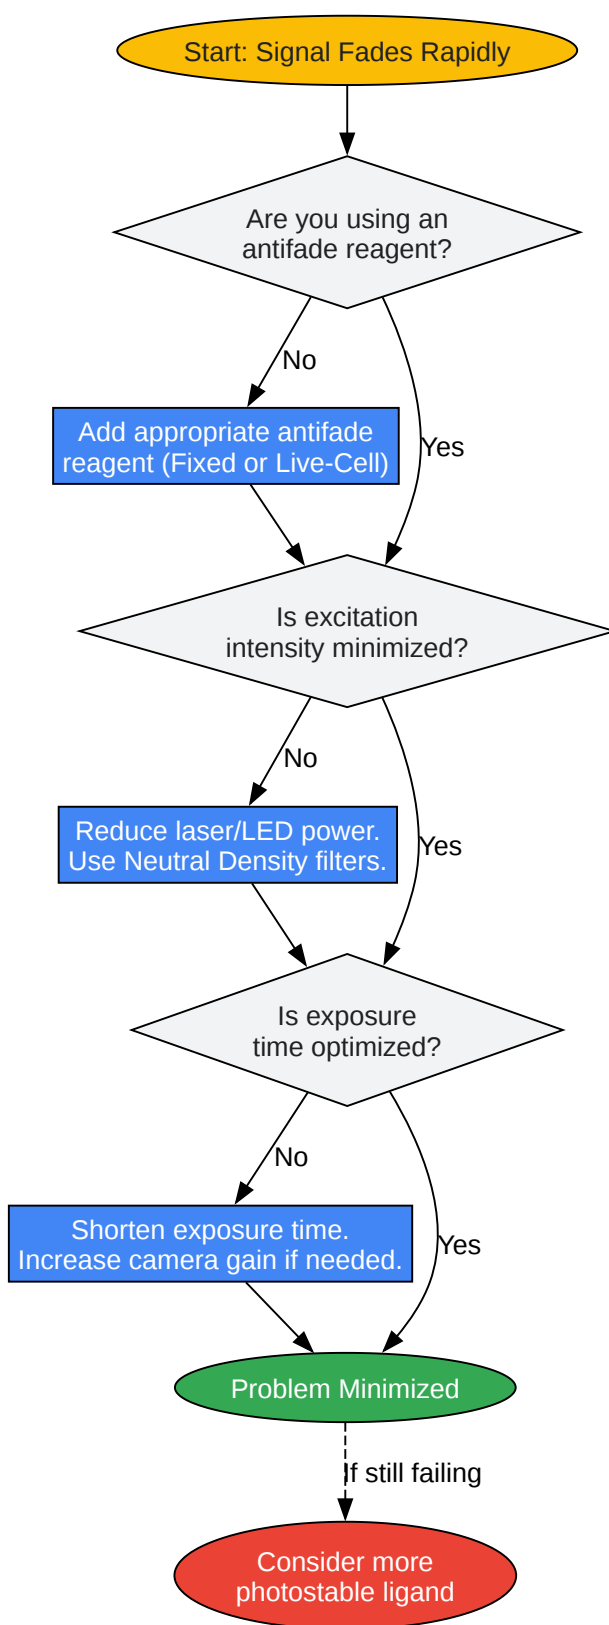 Start: Signal Fades Rapidly
Are you using an
antifade reagent?
No
Add appropriate antifade
reagent (Fixed or Live-Cell)
Yes
Is excitation
intensity minimized?
No
Reduce laser/LED power.
Use Neutral Density filters.
Yes
Is exposure
time optimized?
No
Shorten exposure time.
Increase camera gain if needed.
Yes
Problem Minimized
If still failing
Consider more
photostable ligand